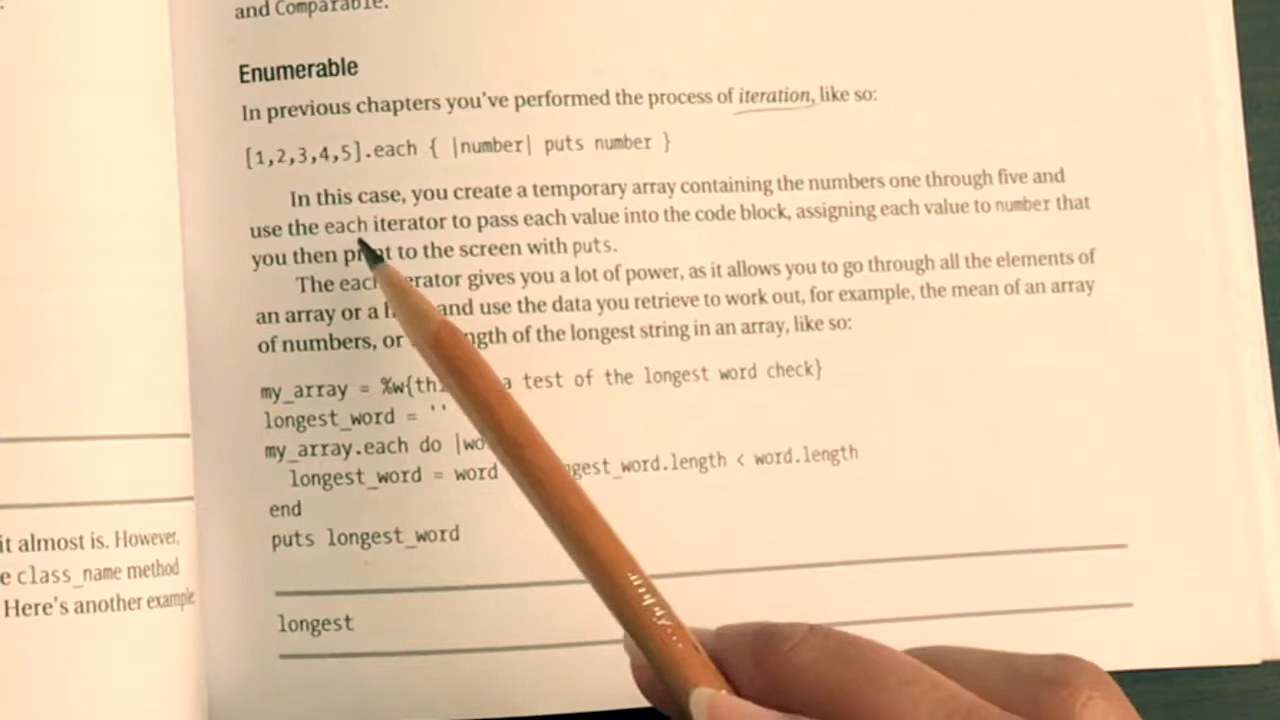 and Comparable.
Enumerable
In previous chapters you've performed the process of iteration, like so:
[1,2,3,4,5].each { |number| puts number }
In this case, you create a temporary array containing the numbers one through five and
use the each iterator to pass each value into the code block, assigning each value to number that
you then print to the screen with puts.
The each iterator gives you a lot of power, as it allows you to go through all the elements of
an array or a and use the data you retrieve to work out, for example, the mean of an array
of numbers, or length of the longest string in an array, like so:
my_array = %w{this a test of the longest word check}
longest_word = ''
my_array.each do
longest_word = word longest_word.length < word.length
end
puts longest_word
longest
it almost is. However,
e class_name method
Here's another example